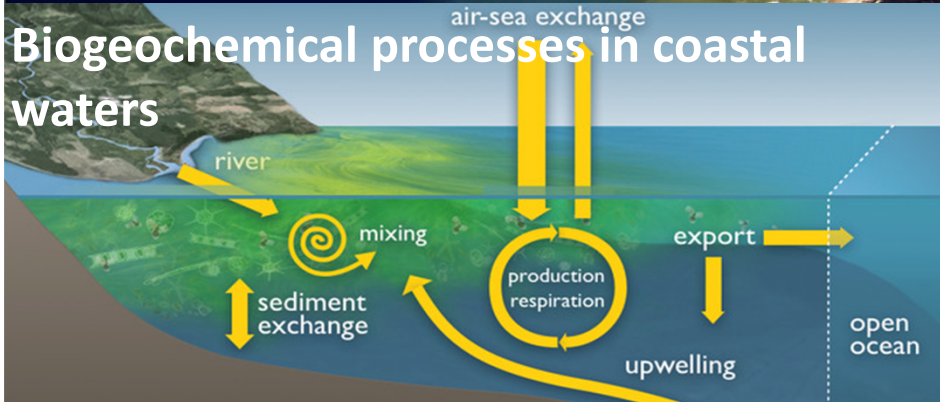 air-sea exchange
Biogeochemical processes in coastal
waters
river
mixing
export
production
respiration
sediment
exchange
open
ocean
upwelling